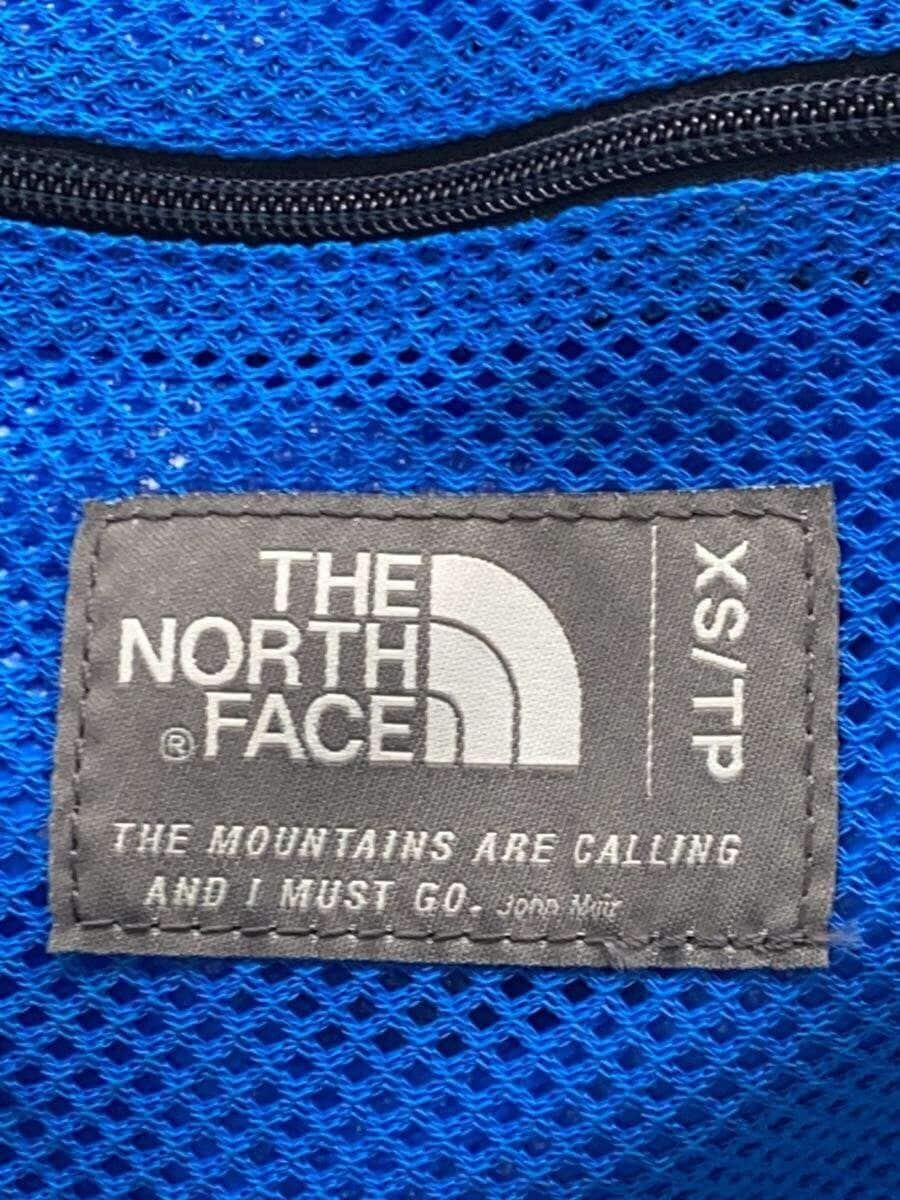 THE
NORTH
® FACE
XS/TP
THE MOUNTAINS ARE CALLING
AND I MUST GO. John Muir